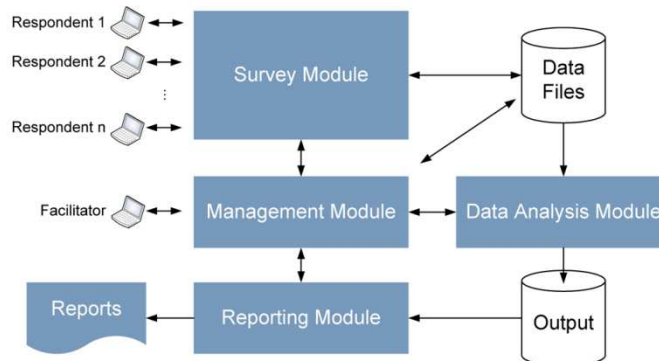 Respondent 1
Respondent 2
⋮
Respondent n
Survey Module
Data
Files
Facilitator
Management Module
Data Analysis Module
Reports
Reporting Module
Output